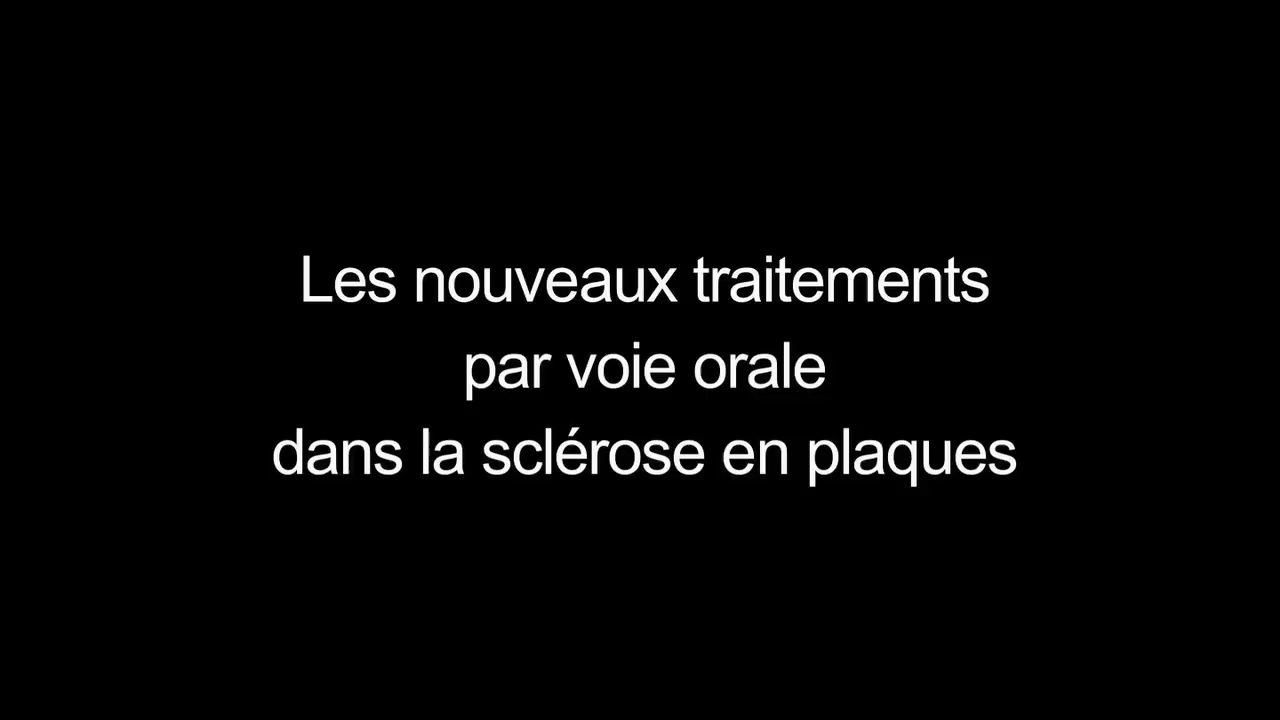 Les nouveaux traitements
par voie orale
dans la sclérose en plaques